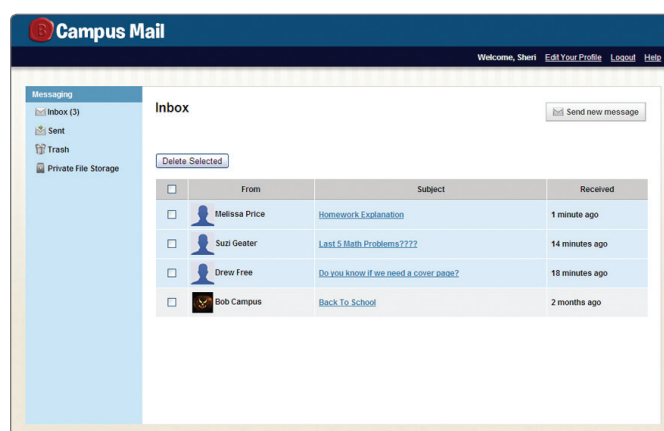 B Campus Mail
Welcome, Sheri Edit Your Profile Logout Help
Messaging
Inbox (3)
Sent
Trash
Private File Storage
Inbox
Send new message
Delete Selected
From Subject Received
Melissa Price Homework Explanation 1 minute ago
Suzi Geater Last 5 Math Problems???? 14 minutes ago
Drew Free Do you know if we need a cover page? 18 minutes ago
Bob Campus Back To School 2 months ago